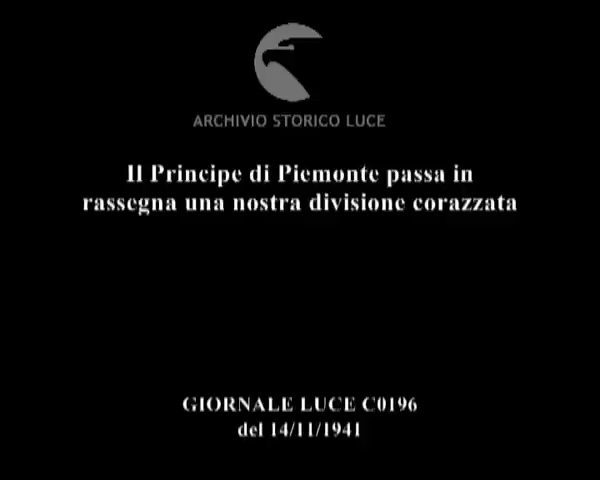 ARCHIVIO STORICO LUCE
Il Principe di Piemonte passa in
rassegna una nostra divisione corazzata
GIORNALE LUCE C0196
del 14/11/1941